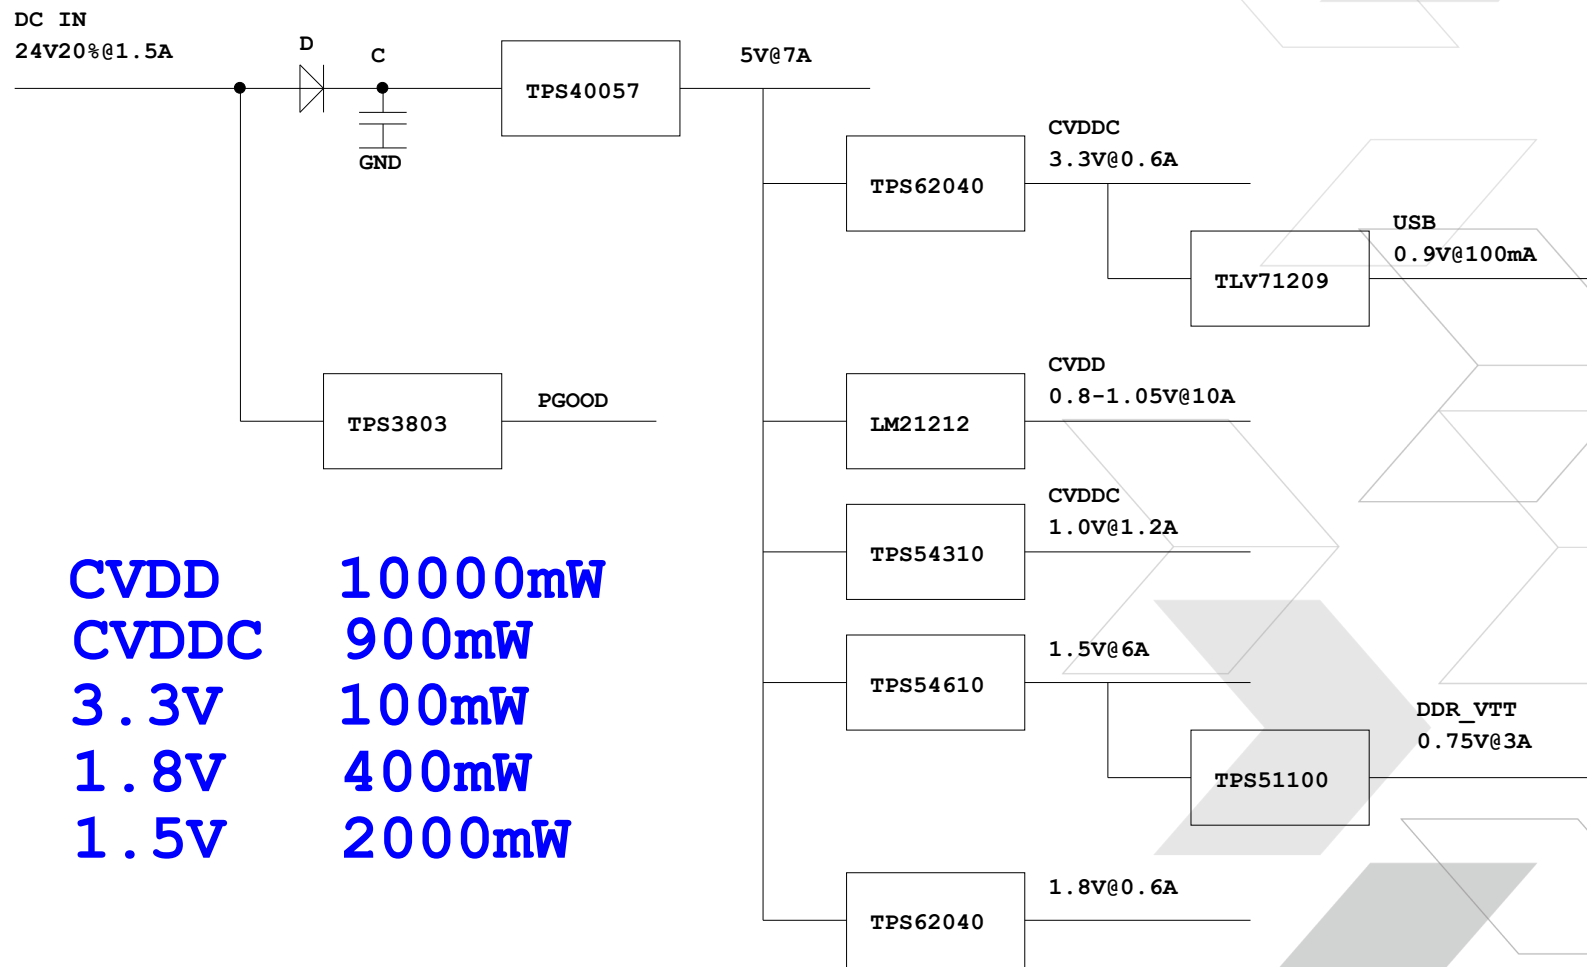 DC IN
24V20%@1.5A
D
C
GND
TPS40057
5V@7A
CVDDC
3.3V@0.6A
TPS62040
USB
0.9V@100mA
TLV71209
TPS3803
PGOOD
CVDD
0.8-1.05V@10A
LM21212
CVDDC
1.0V@1.2A
TPS54310
1.5V@6A
TPS54610
DDR_VTT
0.75V@3A
TPS51100
1.8V@0.6A
TPS62040
CVDD 10000mW
CVDDC 900mW
3.3V 100mW
1.8V 400mW
1.5V 2000mW